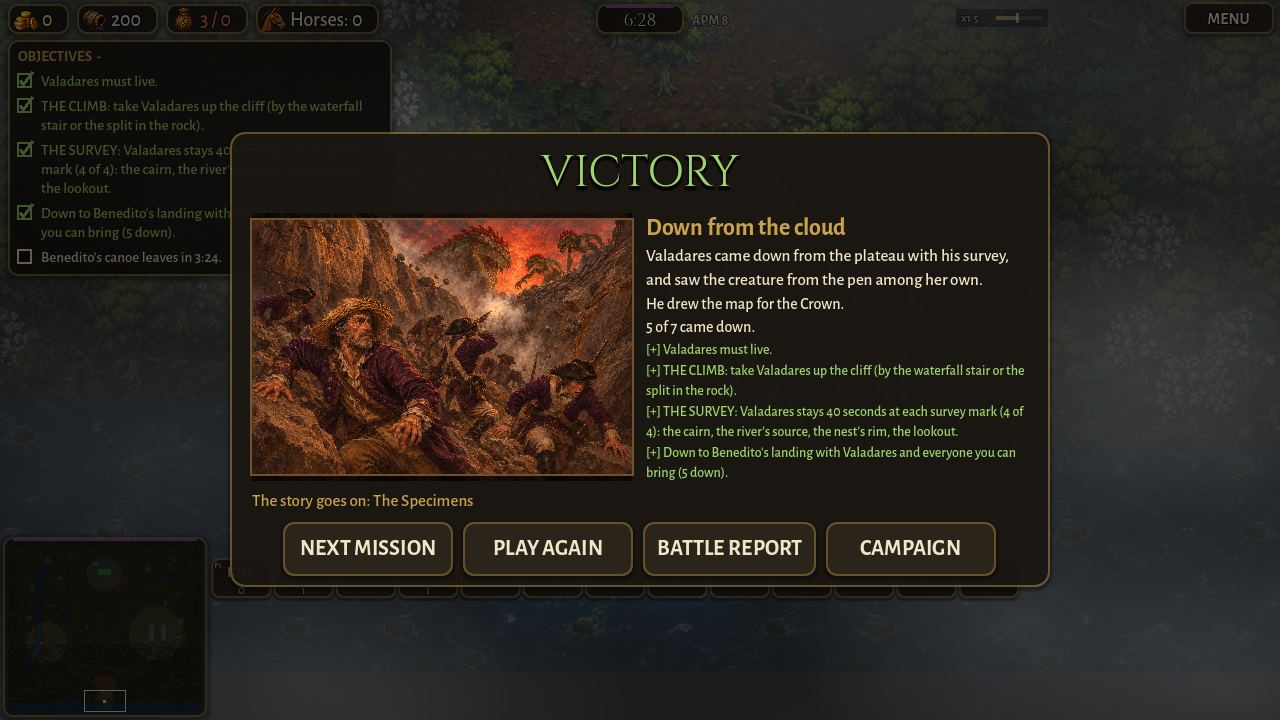 0
200
3 / 0
Horses: 0
6:28
APM 8
x1.5
MENU
OBJECTIVES -
Valadares must live.
THE CLIMB: take Valadares up the cliff (by the waterfall
stair or the split in the rock).
THE SURVEY: Valadares stays 40
mark (4 of 4): the cairn, the river's
the lookout.
Down to Benedito's landing with
you can bring (5 down).
Benedito's canoe leaves in 3:24.
VICTORY
Down from the cloud
Valadares came down from the plateau with his survey,
and saw the creature from the pen among her own.
He drew the map for the Crown.
5 of 7 came down.
[+] Valadares must live.
[+] THE CLIMB: take Valadares up the cliff (by the waterfall stair or the
split in the rock).
[+] THE SURVEY: Valadares stays 40 seconds at each survey mark (4 of
4): the cairn, the river's source, the nest's rim, the lookout.
[+] Down to Benedito's landing with Valadares and everyone you can
bring (5 down).
The story goes on: The Specimens
NEXT MISSION
PLAY AGAIN
BATTLE REPORT
CAMPAIGN
F1
0
1
1